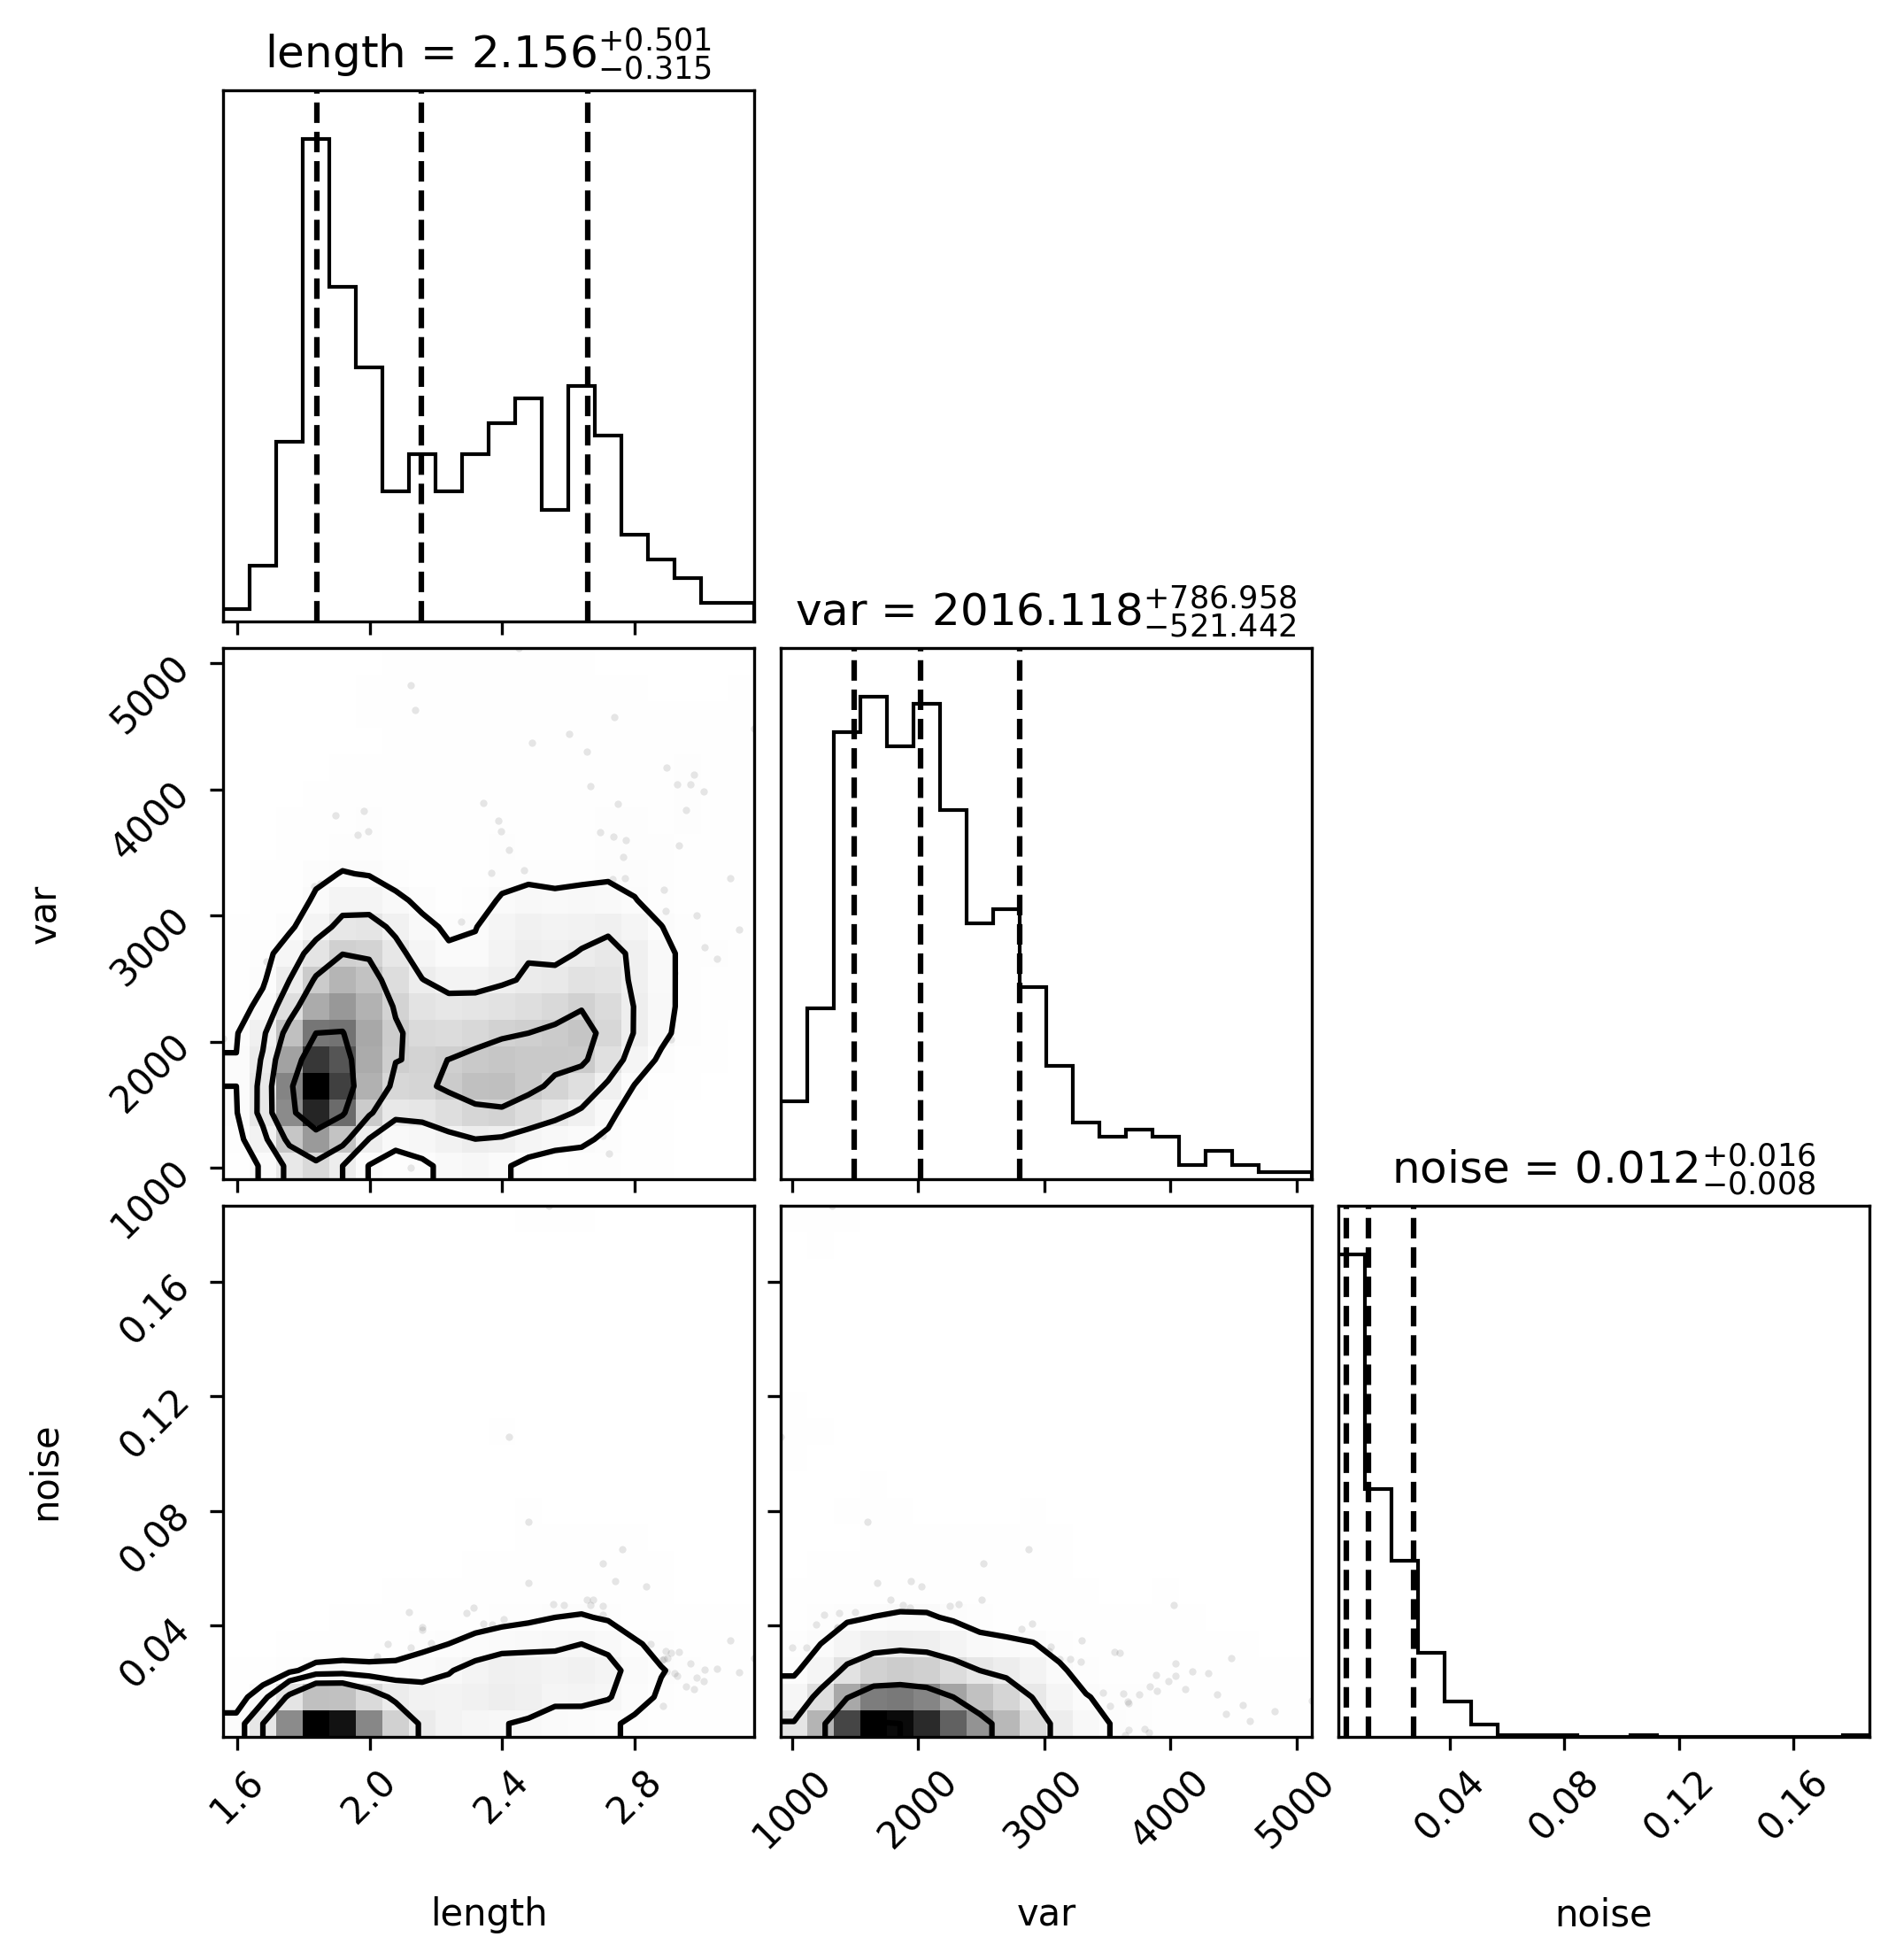 length = 2.156+0.501−0.315
var = 2016.118+786.958−521.442
5000
4000
3000
2000
1000
var
noise = 0.012+0.016−0.008
0.16
0.12
0.08
0.04
noise
1.6 2.0 2.4 2.8 1000 2000 3000 4000 5000 0.04 0.08 0.12 0.16
length var noise